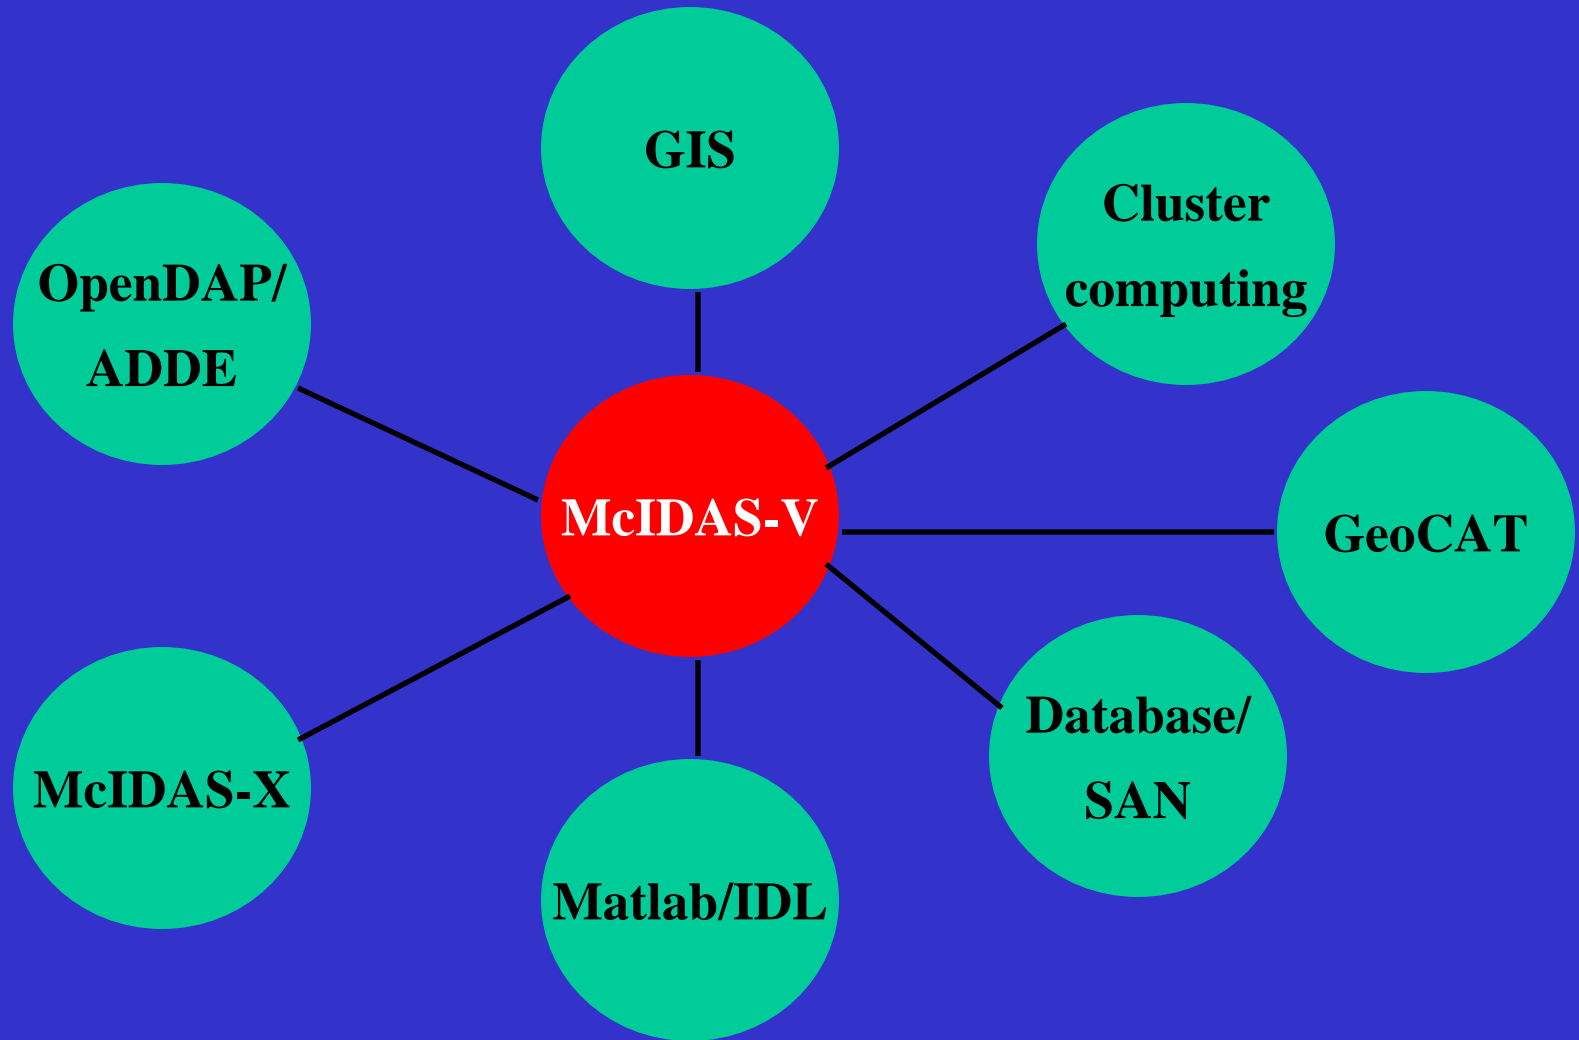 GIS
Cluster
computing
OpenDAP/
ADDE
McIDAS-V
GeoCAT
Database/
SAN
McIDAS-X
Matlab/IDL